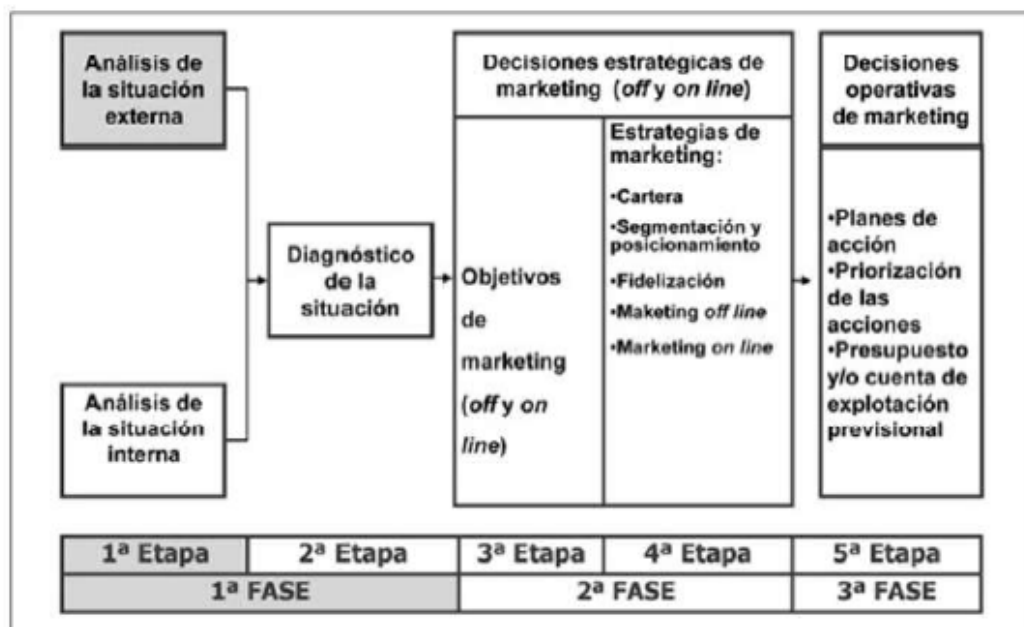 Análisis de
la situación
externa
Análisis de
la situación
interna
Diagnóstico
de la
situación
Decisiones estratégicas de
marketing (off y on line)
Objetivos
de
marketing
(off y on
line)
Estrategias de
marketing:
•Cartera
•Segmentación y
posicionamiento
•Fidelización
•Maketing off line
•Marketing on line
Decisiones
operativas
de marketing
•Planes de
acción
•Priorización
de las
acciones
•Presupuesto
y/o cuenta de
explotación
previsional
1ª Etapa 2ª Etapa 3ª Etapa 4ª Etapa 5ª Etapa
1ª FASE 2ª FASE 3ª FASE